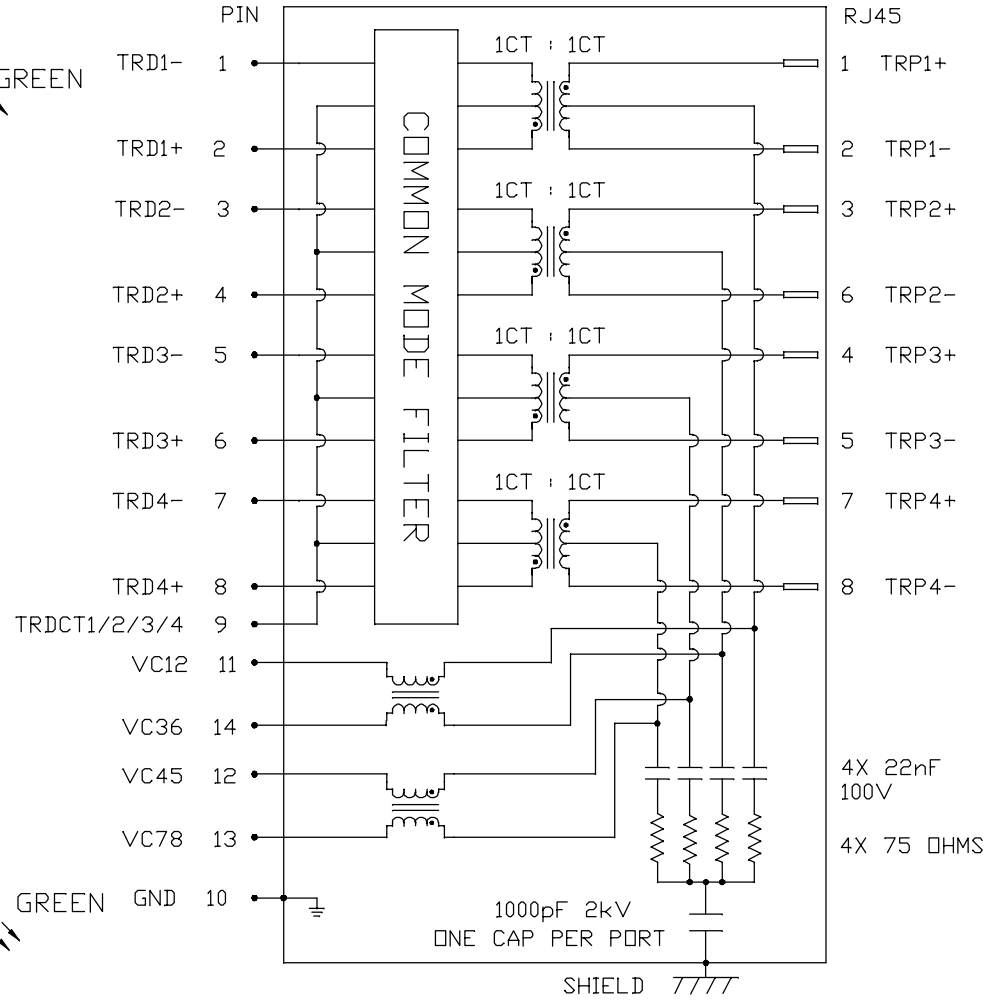 PIN RJ45
1CT : 1CT
TRD1- 1 1 TRP1+
GREEN
TRD1+ 2 2 TRP1-
COMMON MODE FILTER
1CT : 1CT
TRD2- 3 3 TRP2+
TRD2+ 4 6 TRP2-
1CT : 1CT
TRD3- 5 4 TRP3+
TRD3+ 6 5 TRP3-
1CT : 1CT
TRD4- 7 7 TRP4+
TRD4+ 8 8 TRP4-
TRDCT1/2/3/4 9
VC12 11
VC36 14
VC45 12
4X 22nF
100V
VC78 13
4X 75 OHMS
GREEN GND 10
1000pF 2kV
ONE CAP PER PORT
SHIELD